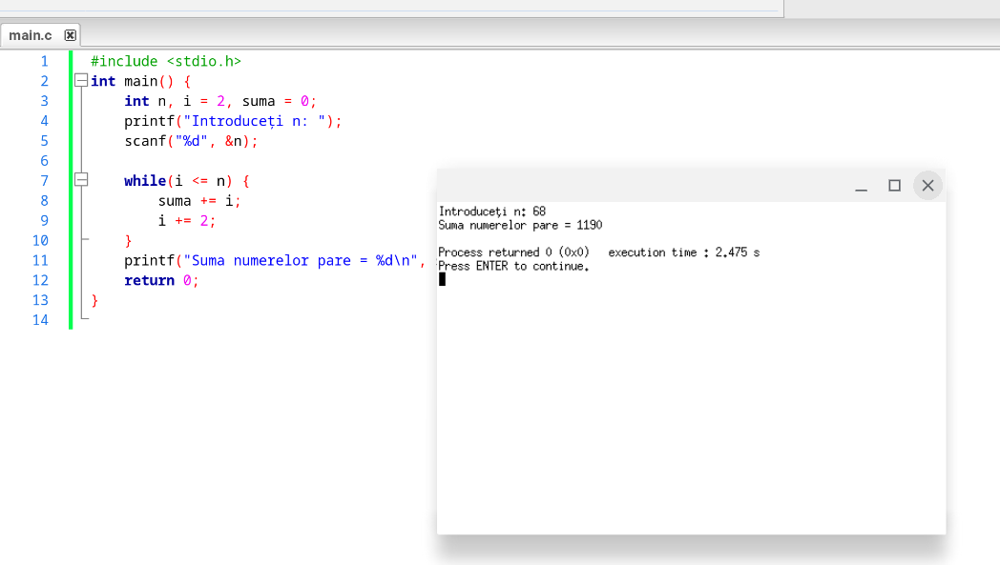 main.c
1 #include <stdio.h>
2 int main() {
3 int n, i = 2, suma = 0;
4 printf("Introduceți n: ");
5 scanf("%d", &n);
6
7 while(i <= n) {
8 suma += i;
9 i += 2;
10 }
11 printf("Suma numerelor pare = %d\n",
12 return 0;
13 }
14
Introduceți n: 68
Suma numerelor pare = 1190
Process returned 0 (0x0) execution time : 2.475 s
Press ENTER to continue.